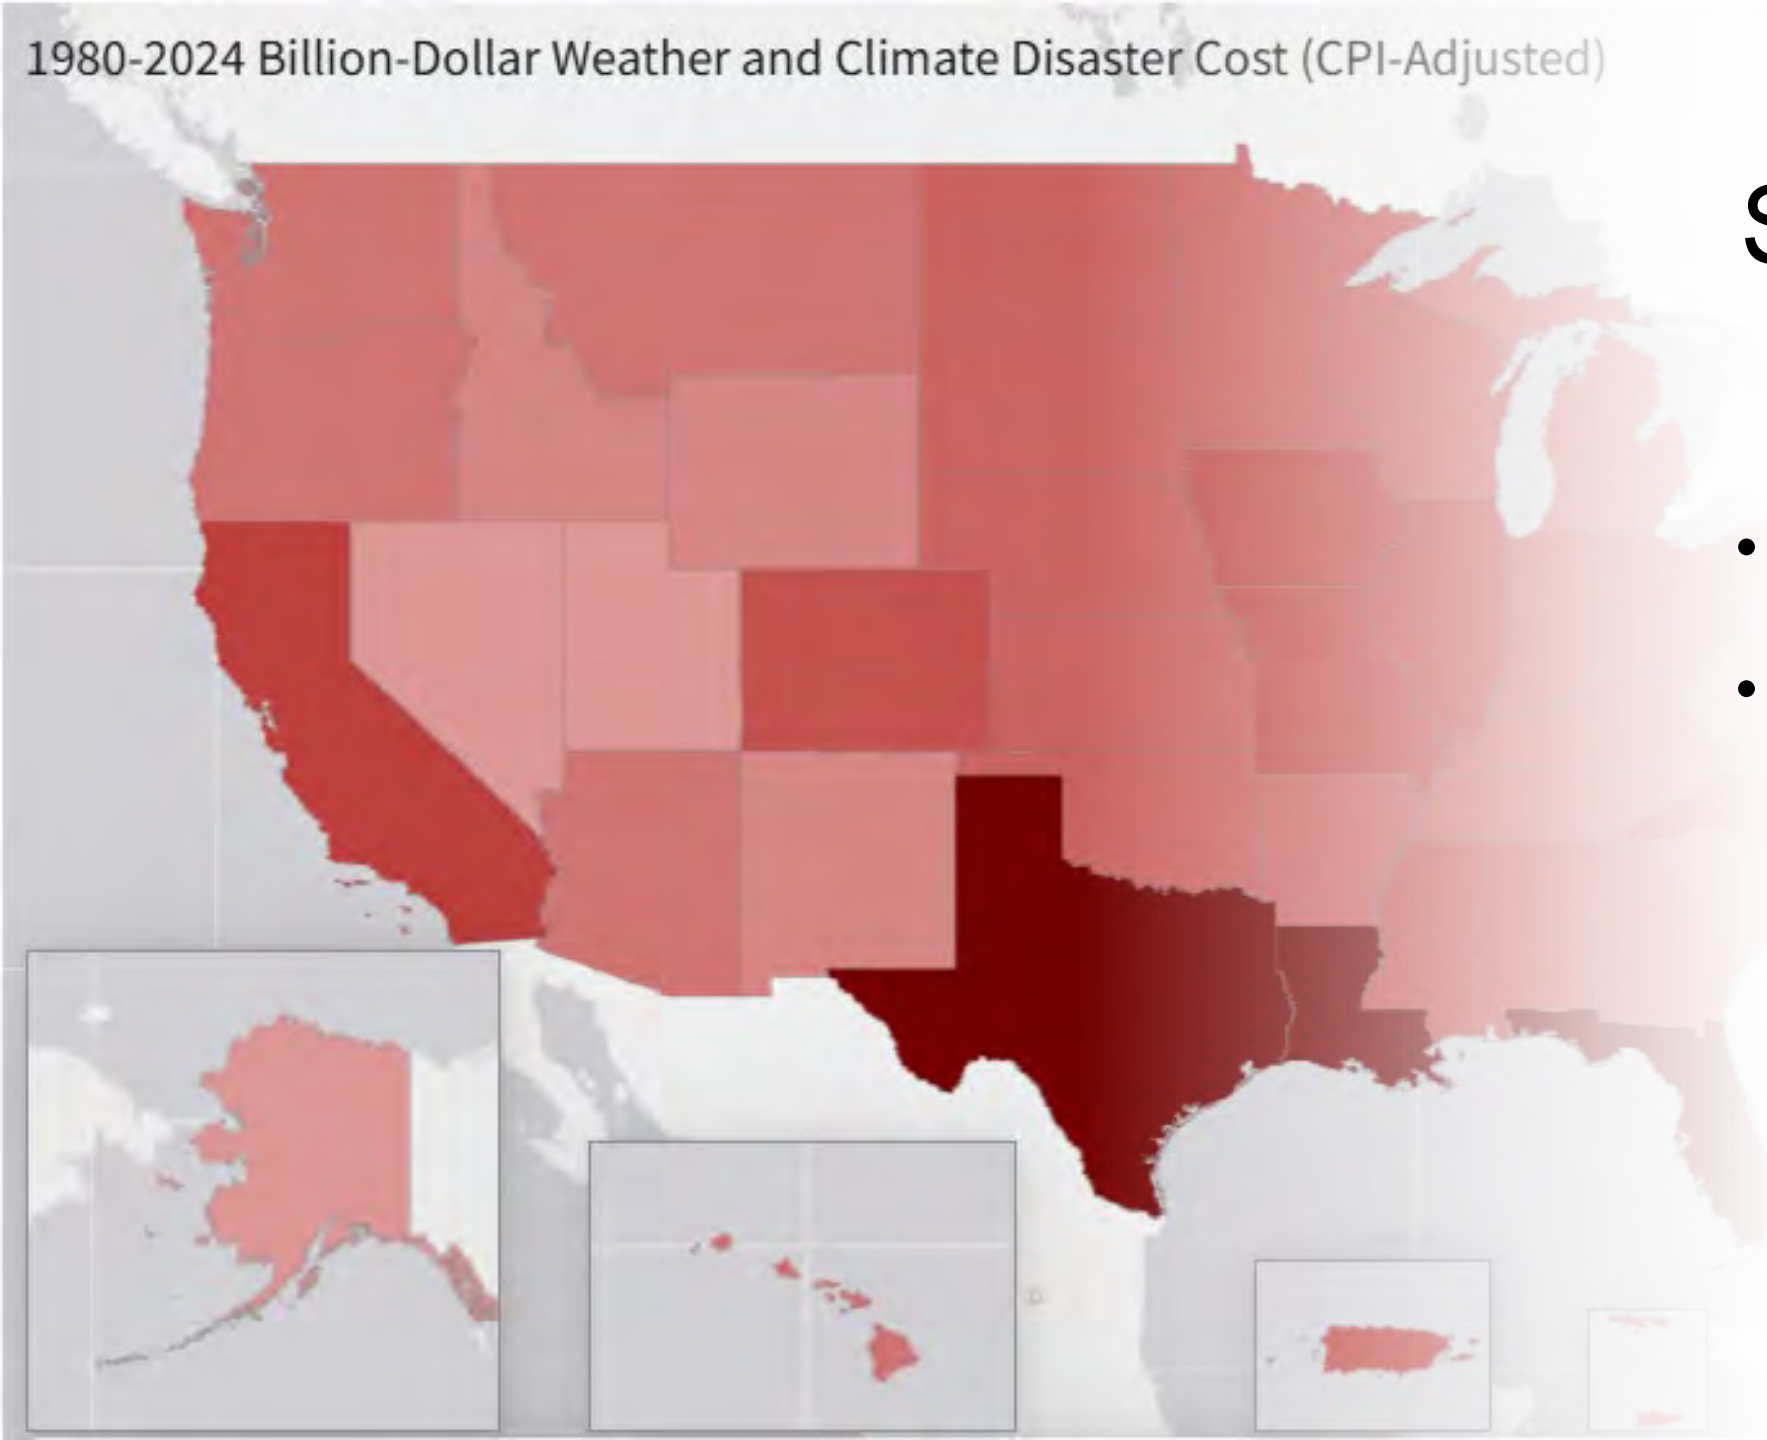 1980-2024 Billion-Dollar Weather and Climate Disaster Cost (CPI-Adjusted)
S
•
•